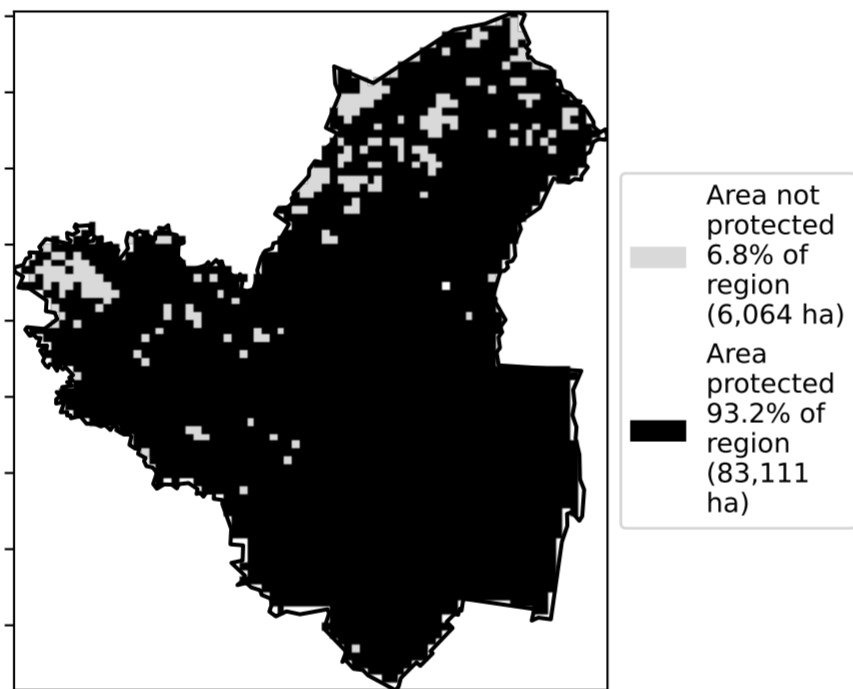 Area not
protected
6.8% of
region
(6,064 ha)
Area
protected
93.2% of
region
(83,111
ha)